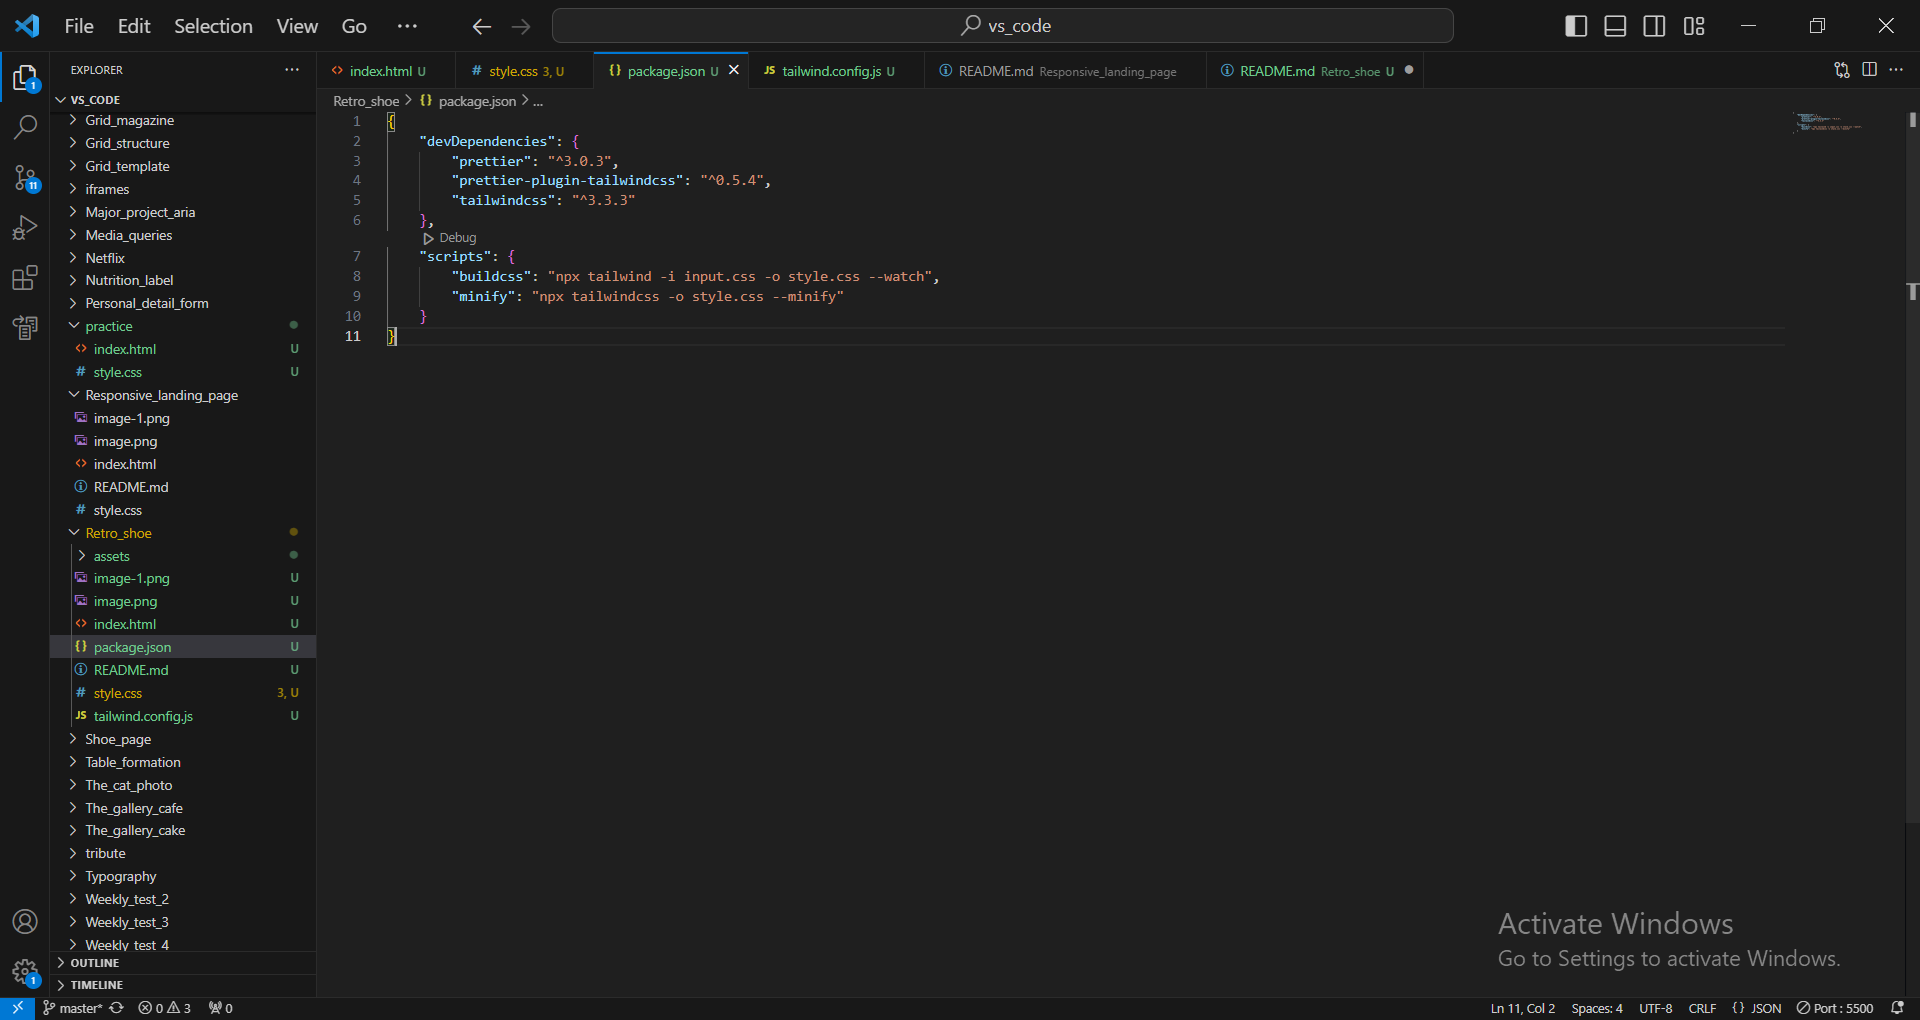 File Edit Selection View Go ··· vs_code
EXPLORER ···
VS_CODE
Grid_magazine
Grid_structure
Grid_template
iframes
Major_project_aria
Media_queries
Netflix
Nutrition_label
Personal_detail_form
practice
index.html U
style.css U
Responsive_landing_page
image-1.png
image.png
index.html
README.md
style.css
Retro_shoe
assets
image-1.png U
image.png U
index.html U
package.json U
README.md U
style.css 3, U
tailwind.config.js U
Shoe_page
Table_formation
The_cat_photo
The_gallery_cafe
The_gallery_cake
tribute
Typography
Weekly_test_2
Weekly_test_3
Weekly_test_4
OUTLINE
TIMELINE
1
11
1
index.html U style.css 3, U package.json U tailwind.config.js U README.md Responsive_landing_page README.md Retro_shoe U ···
Retro_shoe > {} package.json > ...
1 {
2 "devDependencies": {
3 "prettier": "^3.0.3",
4 "prettier-plugin-tailwindcss": "^0.5.4",
5 "tailwindcss": "^3.3.3"
6 },
Debug
7 "scripts": {
8 "buildcss": "npx tailwind -i input.css -o style.css --watch",
9 "minify": "npx tailwindcss -o style.css --minify"
10 }
11 }
Activate Windows
Go to Settings to activate Windows.
master* 0 3 0 Ln 11, Col 2 Spaces: 4 UTF-8 CRLF {} JSON Port : 5500